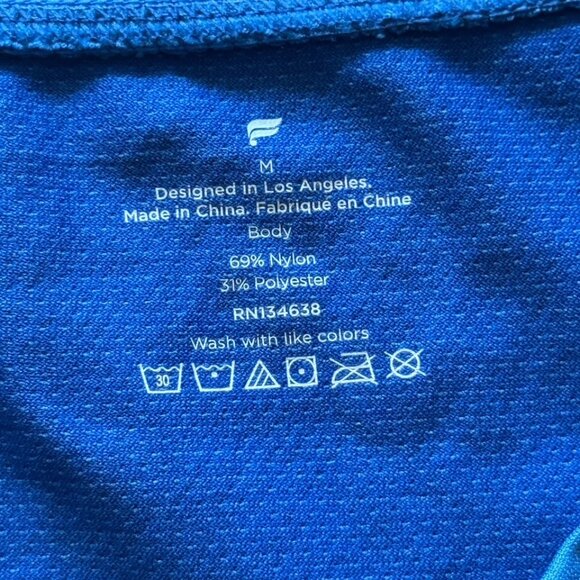 M
Designed in Los Angeles.
Made in China. Fabriqué en Chine
Body
69% Nylon
31% Polyester
RN134638
Wash with like colors
30